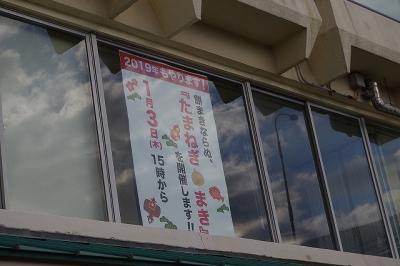 2019年もやります！
餅まきならぬ、
『たまねぎ まき』
を開催します!!
1月3日(木)
15時から